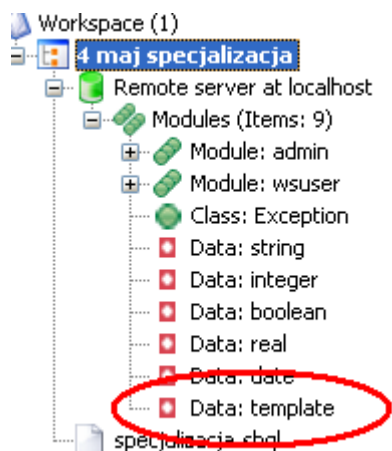 Workspace (1)
4 maj specjalizacja
Remote server at localhost
Modules (Items: 9)
Module: admin
Module: wsuser
Class: Exception
Data: string
Data: integer
Data: boolean
Data: real
Data: date
Data: template
specjalizacja.sbql